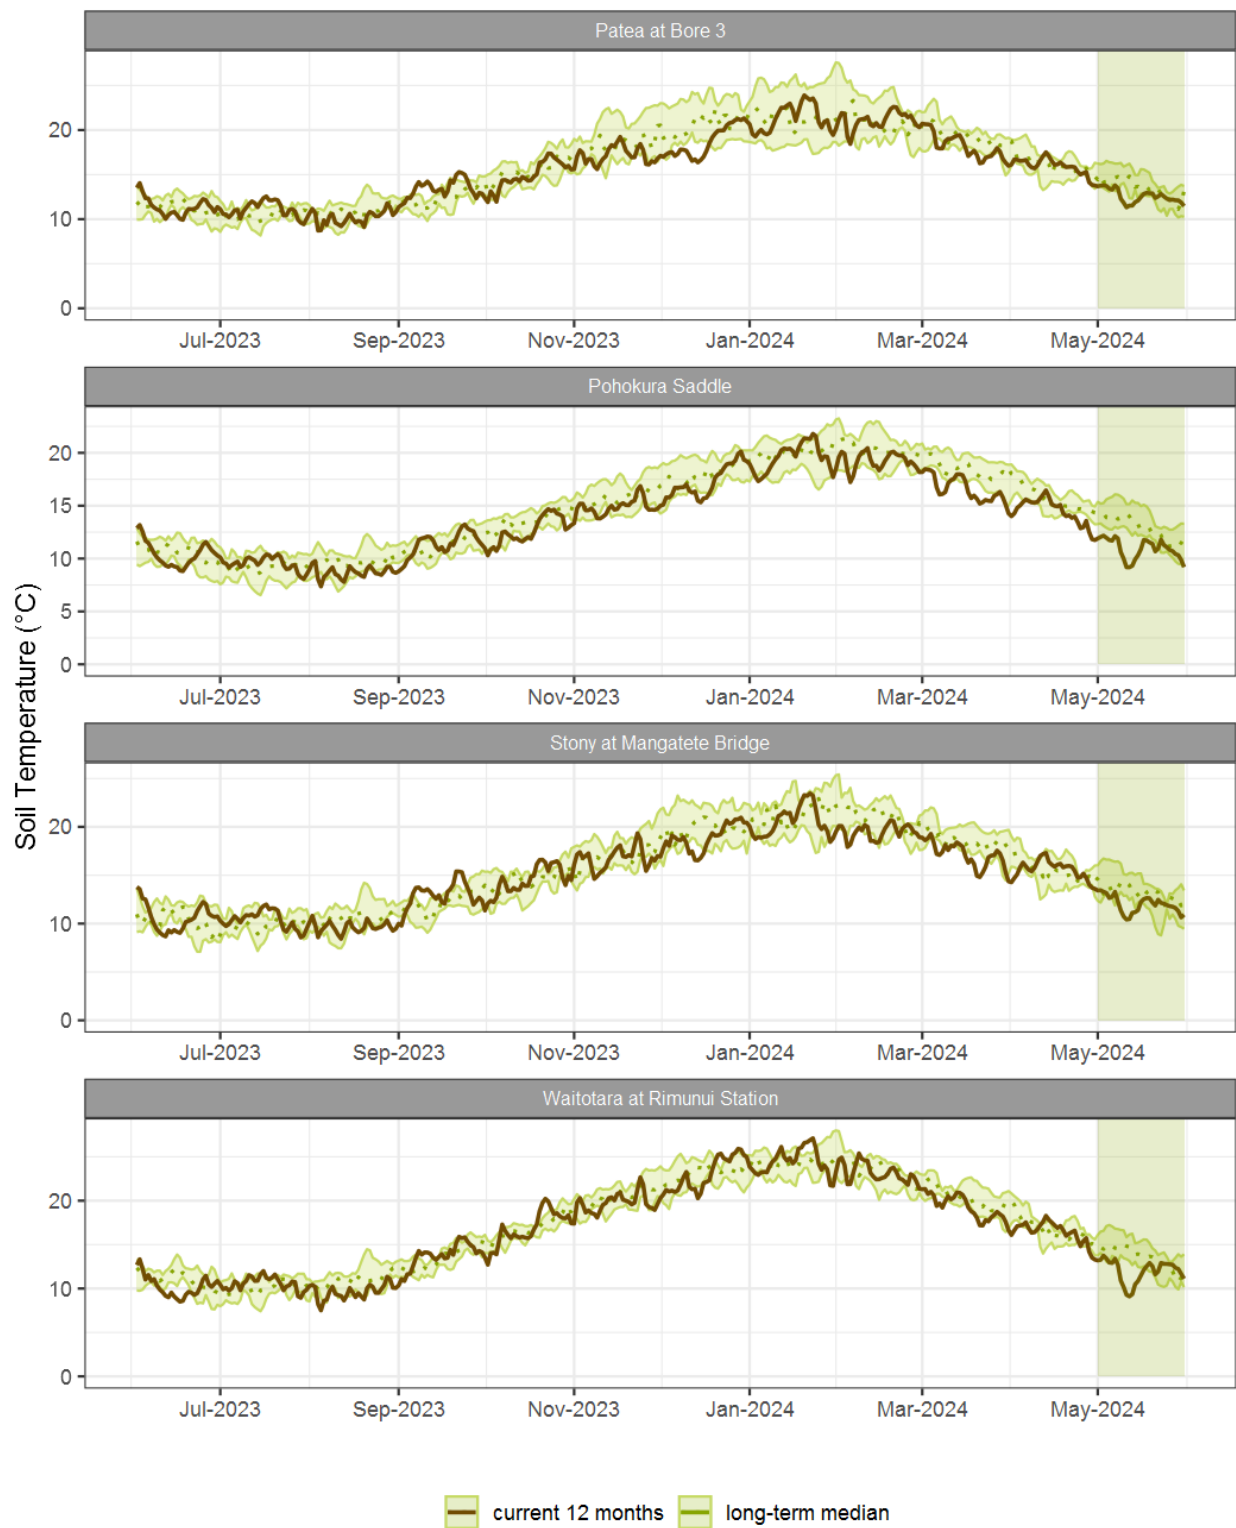 Soil Temperature (°C)
Patea at Bore 3
20
10
0
Jul-2023 Sep-2023 Nov-2023 Jan-2024 Mar-2024 May-2024
Pohokura Saddle
20
15
10
5
0
Jul-2023 Sep-2023 Nov-2023 Jan-2024 Mar-2024 May-2024
Stony at Mangatete Bridge
20
10
0
Jul-2023 Sep-2023 Nov-2023 Jan-2024 Mar-2024 May-2024
Waitotara at Rimunui Station
20
10
0
Jul-2023 Sep-2023 Nov-2023 Jan-2024 Mar-2024 May-2024
current 12 months long-term median